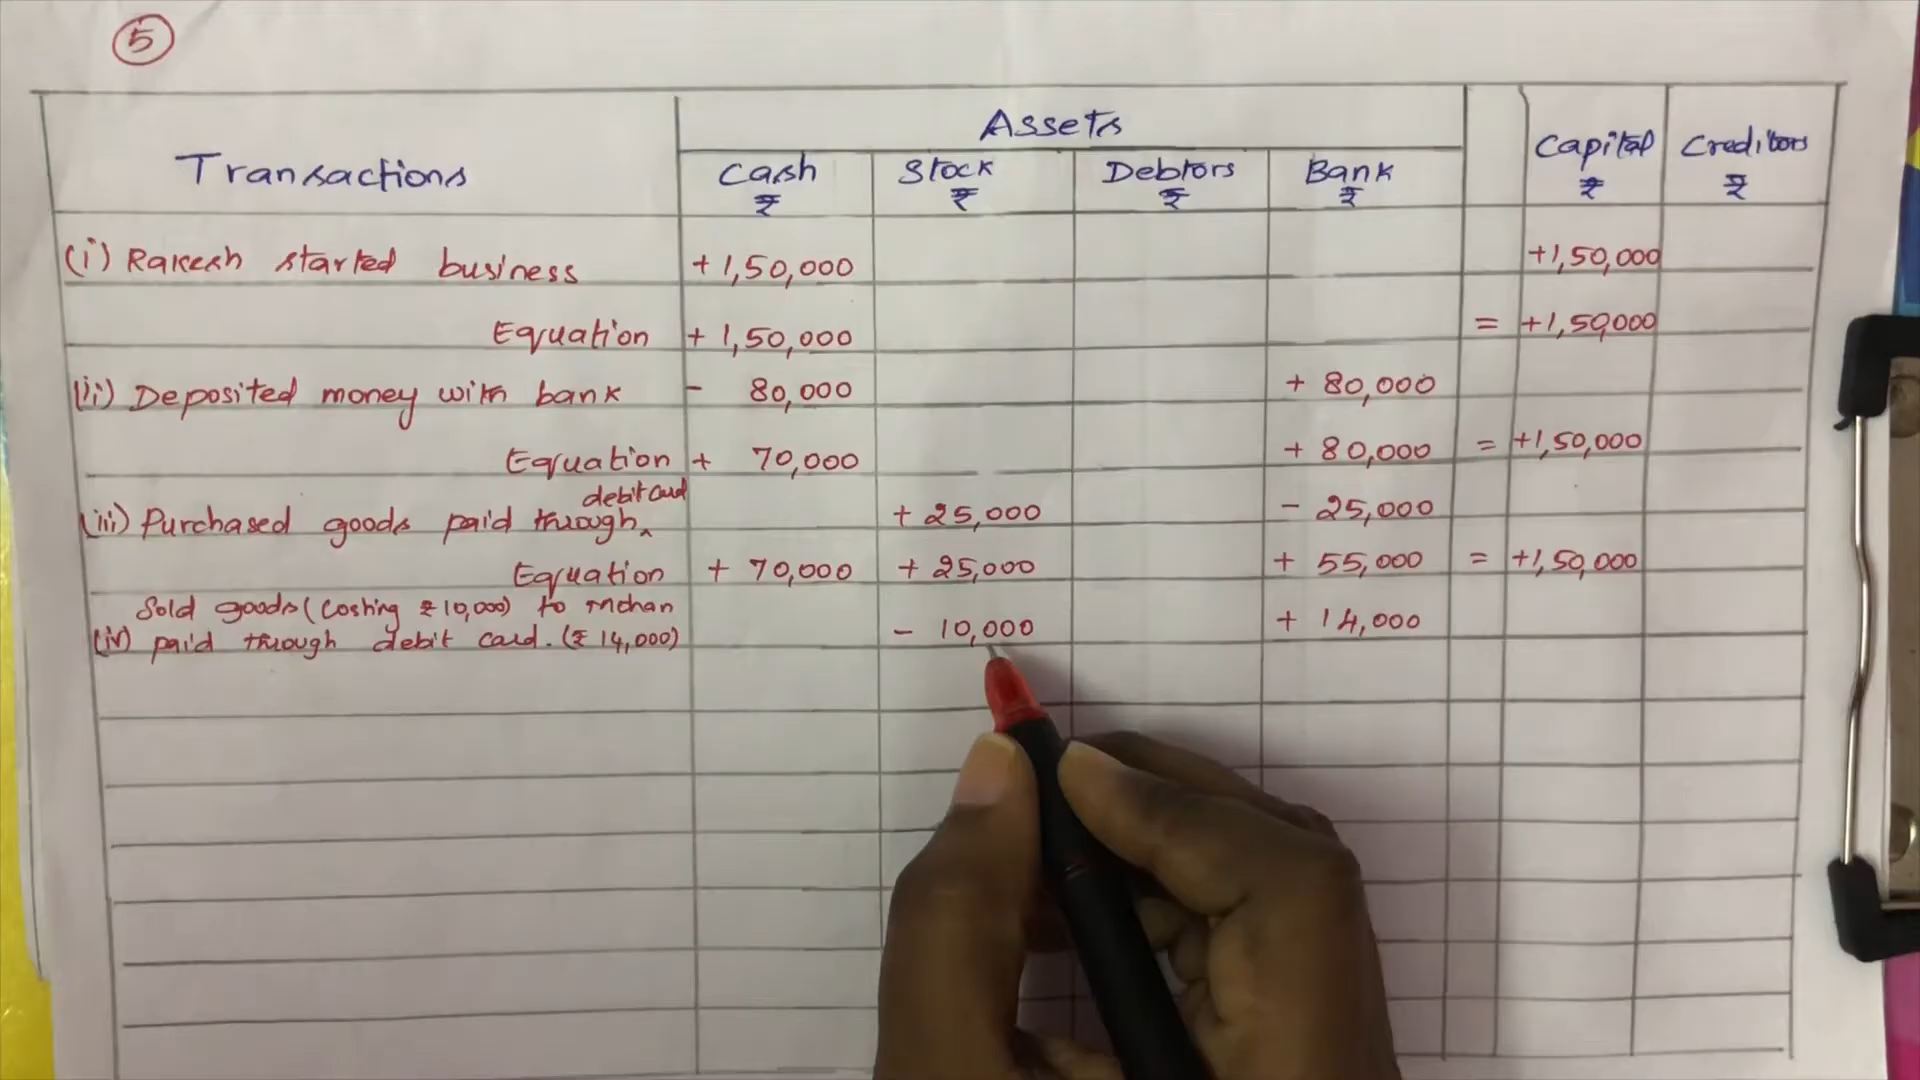 5
Assets
Transactions Cash ₹ Stock ₹ Debtors ₹ Bank ₹ Capital ₹ Creditors ₹
(i) Rakesh started business +1,50,000 +1,50,000
Equation + 1,50,000 = +1,50,000
(ii) Deposited money with bank - 80,000 + 80,000
Equation + 70,000 + 80,000 = +1,50,000
debit card
(iii) Purchased goods paid through^ + 25,000 - 25,000
Equation + 70,000 + 25,000 + 55,000 = +1,50,000
Sold goods (Costing ₹ 10,000) to Mohan
(iv) paid through debit card. (₹ 14,000) - 10,000 + 14,000